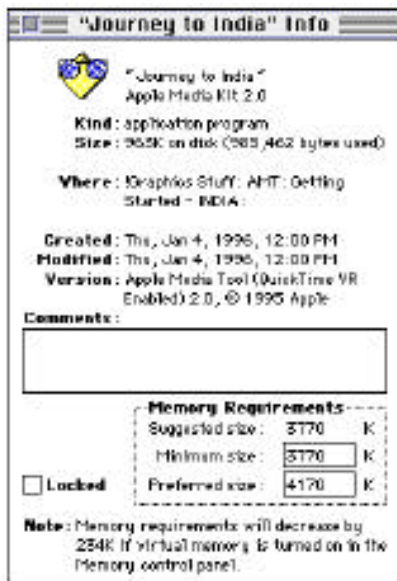 "Journey to India" Info
"Journey to India"
Apple Media Kit 2.0
Kind: application program
Size: on disk (985,462 bytes used)
Where: !Graphics Stuff: AMT: Getting
Started - INDIA:
Created: Thu, Jan 4, 1996, 12:00 PM
Modified: Thu, Jan 4, 1996, 12:00 PM
Version: Apple Media Tool (QuickTime VR
Enabled) 2.0, © 1995 Apple
Comments:
Memory Requirements
Suggested size: 3770 K
Minimum size: 3770 K
Locked Preferred size: 4170 K
Note: Memory requirements will decrease by
234K if virtual memory is turned on in the
Memory control panel.